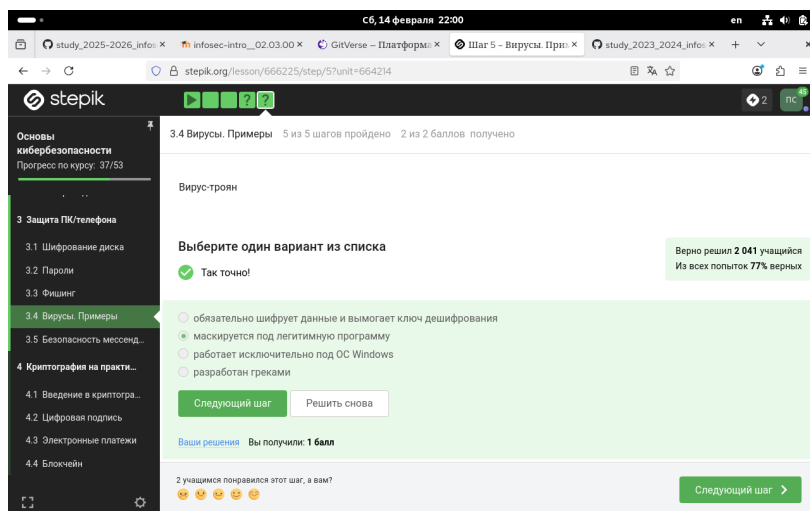 Сб, 14 февраля 22:00
en
study_2025-2026_infos
infosec-intro__02.03.00
GitVerse – Платформа
Шаг 5 – Вирусы. При
study_2023_2024_infos
stepik.org/lesson/666225/step/5?unit=664214
stepik
? ?
2
ПС
45
Основы
кибербезопасности
Прогресс по курсу: 37/53
3.4 Вирусы. Примеры 5 из 5 шагов пройдено 2 из 2 баллов получено
3 Защита ПК/телефона
3.1 Шифрование диска
3.2 Пароли
3.3 Фишинг
3.4 Вирусы. Примеры
3.5 Безопасность мессенд...
4 Криптография на практи...
4.1 Введение в криптогра...
4.2 Цифровая подпись
4.3 Электронные платежи
4.4 Блокчейн
Вирус-троян
Выберите один вариант из списка
Так точно!
Верно решил 2 041 учащийся
Из всех попыток 77% верных
обязательно шифрует данные и вымогает ключ дешифрования
маскируется под легитимную программу
работает исключительно под ОС Windows
разработан греками
Следующий шаг
Решить снова
Ваши решения Вы получили: 1 балл
2 учащимся понравился этот шаг, а вам?
Следующий шаг